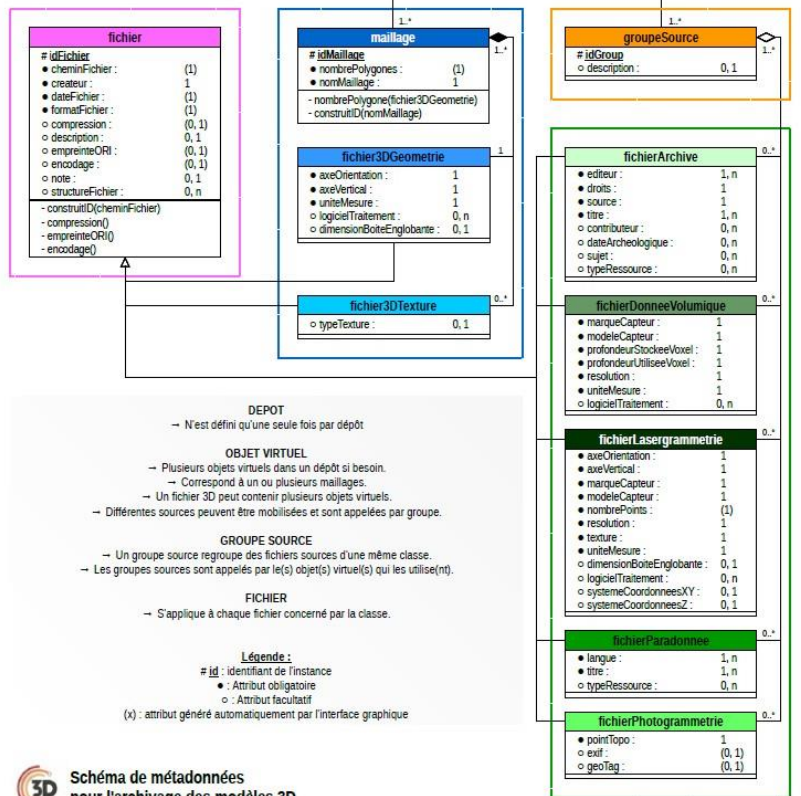 1..*
1..*
fichier
# idFichier
● cheminFichier : (1)
● createur : 1
● dateFichier : (1)
● formatFichier : (1)
○ compression : (0, 1)
○ description : 0, 1
○ empreinteORI : (0, 1)
○ encodage : (0, 1)
○ note : 0, 1
○ structureFichier : 0, n
- construitID(cheminFichier)
- compression()
- empreinteORI()
- encodage()
maillage
1..*
# idMaillage
● nombrePolygones : (1)
● nomMaillage : 1
- nombrePolygone(fichier3DGeometrie)
- construitID(nomMaillage)
fichier3DGeometrie
1
● axeOrientation : 1
● axeVertical : 1
● uniteMesure : 1
○ logicielTraitement : 0, n
○ dimensionBoiteEnglobante : 0, 1
fichier3DTexture
0..*
○ typeTexture : 0, 1
groupeSource
1..*
# idGroup
○ description : 0, 1
fichierArchive
0..*
● editeur : 1, n
● droits : 1
● source : 1
● titre : 1, n
○ contributeur : 0, n
○ dateArcheologique : 0, n
○ sujet : 0, n
○ typeRessource : 0, n
fichierDonneeVolumique
0..*
● marqueCapteur : 1
● modeleCapteur : 1
● profondeurStockeeVoxel : 1
● profondeurUtiliseeVoxel : 1
● resolution : 1
● uniteMesure : 1
○ logicielTraitement : 0, n
fichierLasergrammetrie
0..*
● axeOrientation : 1
● axeVertical : 1
● marqueCapteur : 1
● modeleCapteur : 1
● nombrePoints : (1)
● resolution : 1
● texture : 1
● uniteMesure : 1
○ dimensionBoiteEnglobante : 0, 1
○ logicielTraitement : 0, n
○ systemeCoordonneesXY : 0, 1
○ systemeCoordonneesZ : 0, 1
fichierParadonnee
0..*
● langue : 1, n
● titre : 1, n
○ typeRessource : 0, n
fichierPhotogrammetrie
0..*
● pointTopo : 1
○ exif : (0, 1)
○ geoTag : (0, 1)
DEPOT
→ N'est défini qu'une seule fois par dépôt
OBJET VIRTUEL
→ Plusieurs objets virtuels dans un dépôt si besoin.
→ Correspond à un ou plusieurs maillages.
→ Un fichier 3D peut contenir plusieurs objets virtuels.
→ Différentes sources peuvent être mobilisées et sont appelées par groupe.
GROUPE SOURCE
→ Un groupe source regroupe des fichiers sources d'une même classe.
→ Les groupes sources sont appelés par le(s) objet(s) virtuel(s) qui les utilise(nt).
FICHIER
→ S'applique à chaque fichier concerné par la classe.
Légende :
# id : identifiant de l'instance
● : Attribut obligatoire
○ : Attribut facultatif
(x) : attribut généré automatiquement par l'interface graphique
3D
Schéma de métadonnées
pour l'archivage des modèles 3D